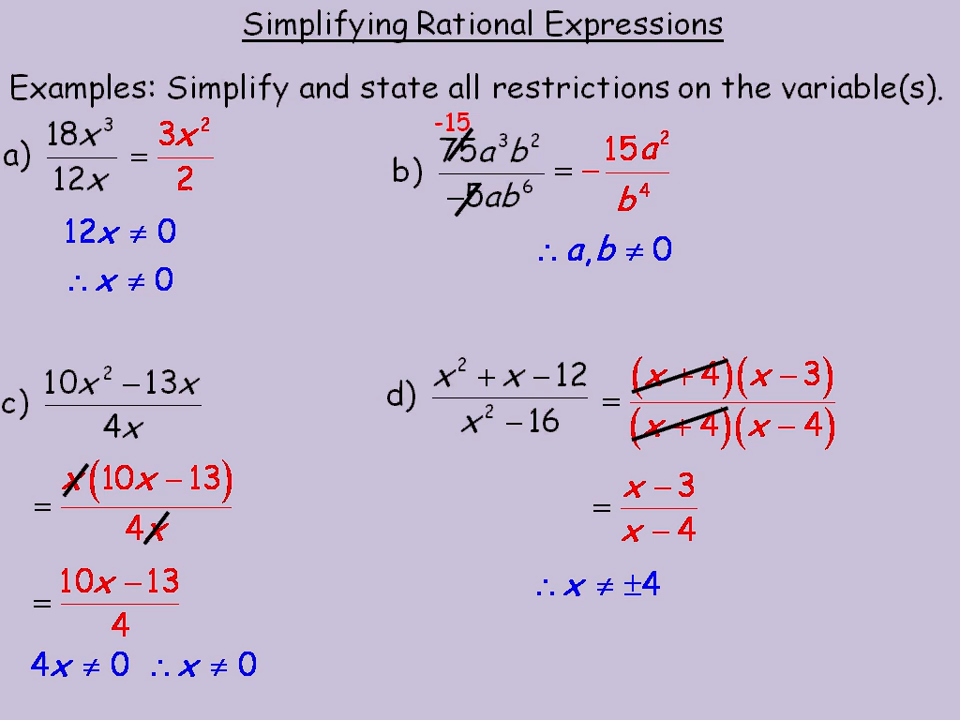 Simplifying Rational Expressions
Examples: Simplify and state all restrictions on the variable(s).
a) 18x³/12x = 3x²/2
12x ≠ 0
∴ x ≠ 0
-15
b) 75a³b²/-5ab⁶ = - 15a²/b⁴
∴ a,b ≠ 0
c) 10x² - 13x/4x
= x(10x - 13)/4x
= 10x - 13/4
4x ≠ 0 ∴ x ≠ 0
d) x² + x - 12/x² - 16 = (x + 4)(x - 3)/(x + 4)(x - 4)
= x - 3/x - 4
∴ x ≠ ±4